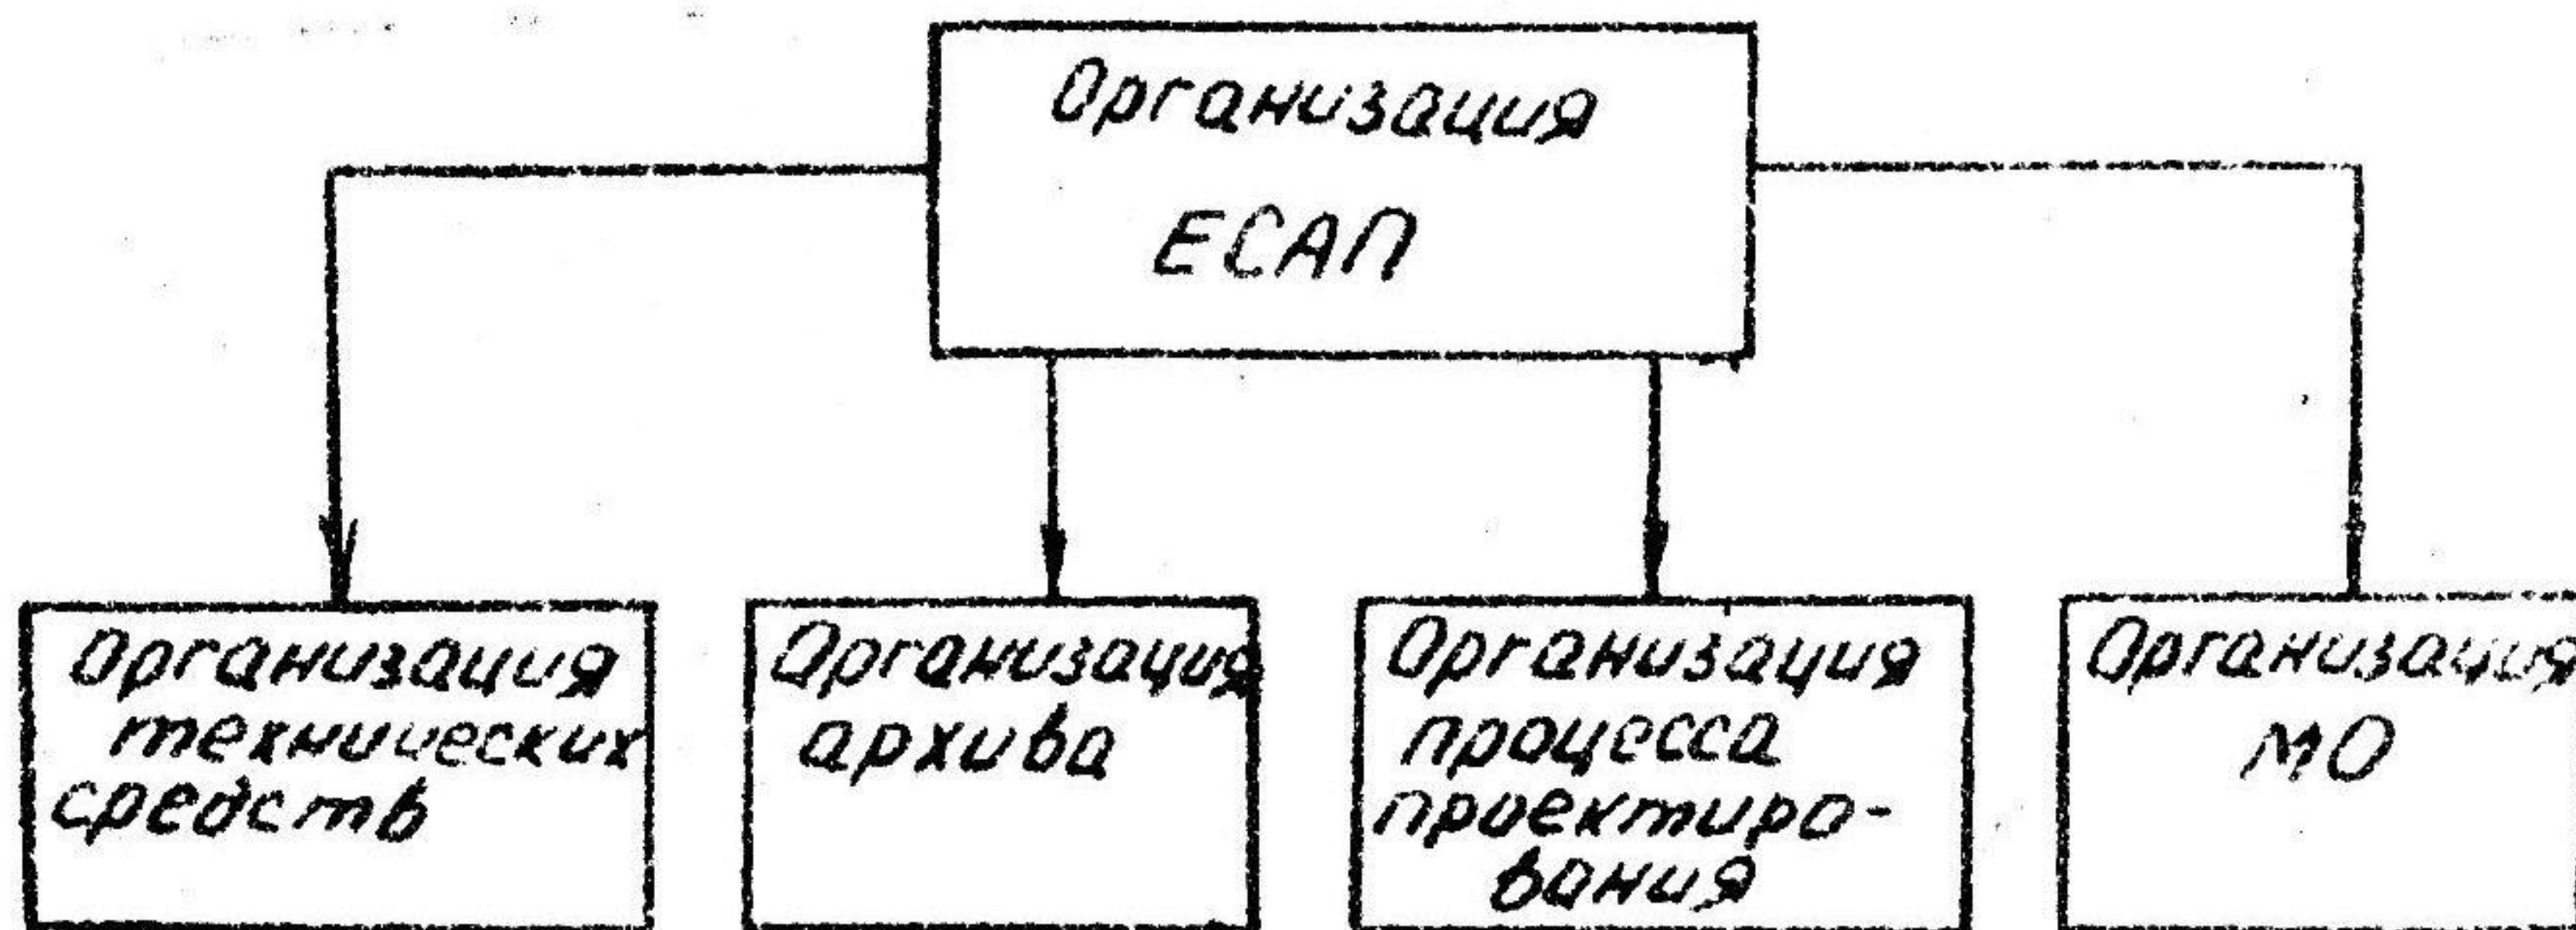 Организация
ЕСАП
Организация
технических
средств
Организация
архива
Организация
процесса
проектиро-
вания
Организация
МО